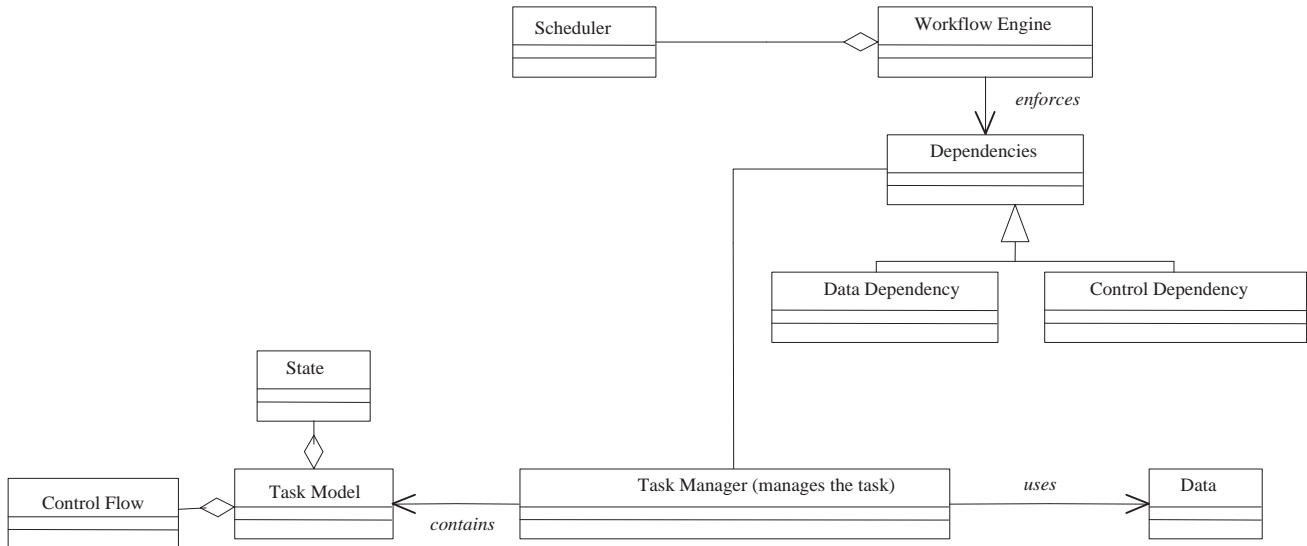 Scheduler
Workflow Engine
enforces
Dependencies
Data Dependency
Control Dependency
State
Control Flow
Task Model
contains
Task Manager (manages the task)
uses
Data